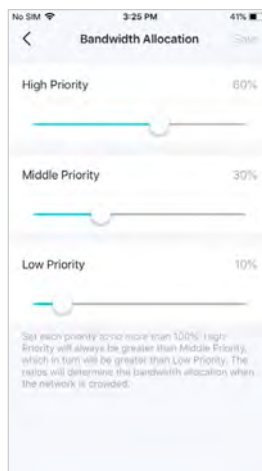 No SIM 3:25 PM 41%
Bandwidth Allocation Save
High Priority 60%
Middle Priority 30%
Low Priority 10%
Set each priority to no more than 100%. High
Priority will always be greater than Middle Priority,
which in turn will be greater than Low Priority. The
ratios will determine the bandwidth allocation when
the network is crowded.